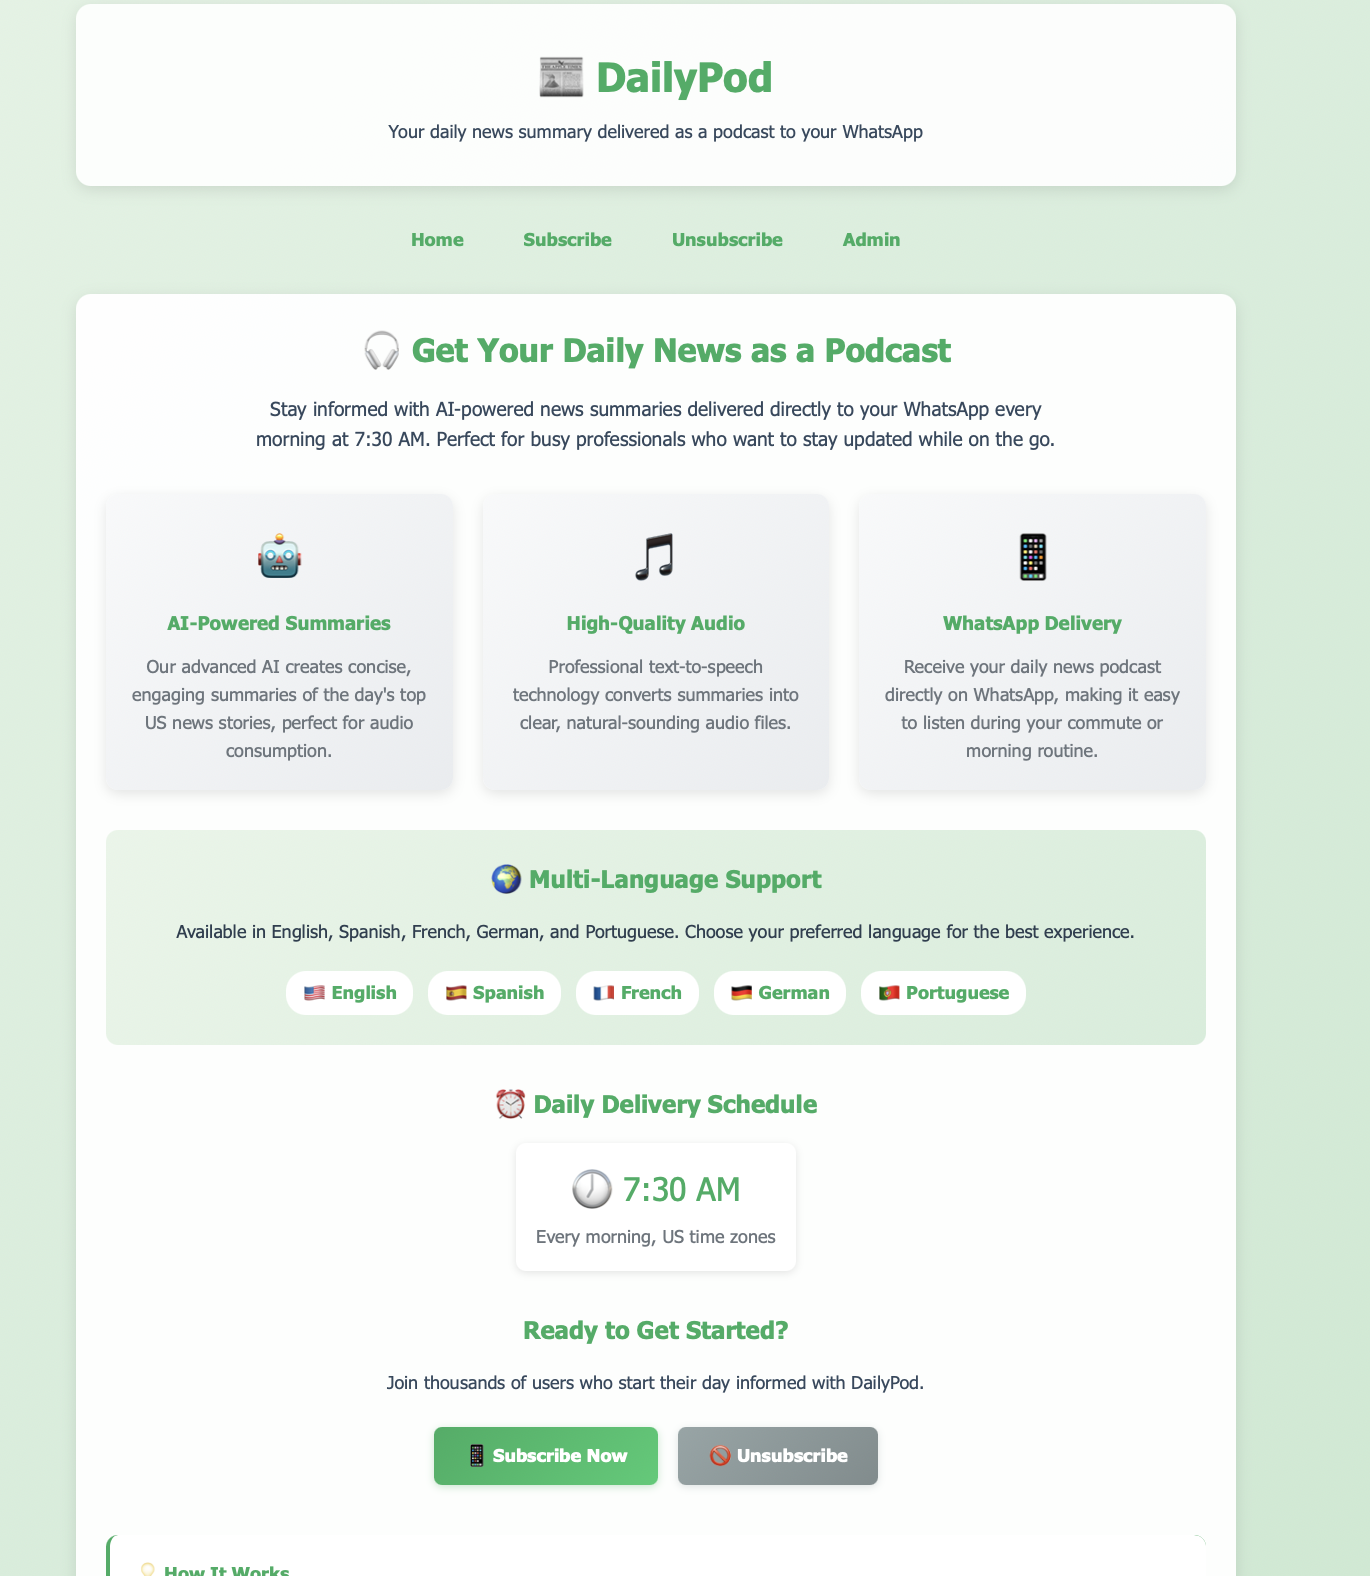 DailyPod
Your daily news summary delivered as a podcast to your WhatsApp
Home Subscribe Unsubscribe Admin
Get Your Daily News as a Podcast
Stay informed with AI-powered news summaries delivered directly to your WhatsApp every
morning at 7:30 AM. Perfect for busy professionals who want to stay updated while on the go.
AI-Powered Summaries
Our advanced AI creates concise,
engaging summaries of the day's top
US news stories, perfect for audio
consumption.
High-Quality Audio
Professional text-to-speech
technology converts summaries into
clear, natural-sounding audio files.
WhatsApp Delivery
Receive your daily news podcast
directly on WhatsApp, making it easy
to listen during your commute or
morning routine.
Multi-Language Support
Available in English, Spanish, French, German, and Portuguese. Choose your preferred language for the best experience.
English Spanish French German Portuguese
Daily Delivery Schedule
7:30 AM
Every morning, US time zones
Ready to Get Started?
Join thousands of users who start their day informed with DailyPod.
Subscribe Now Unsubscribe
How It Works